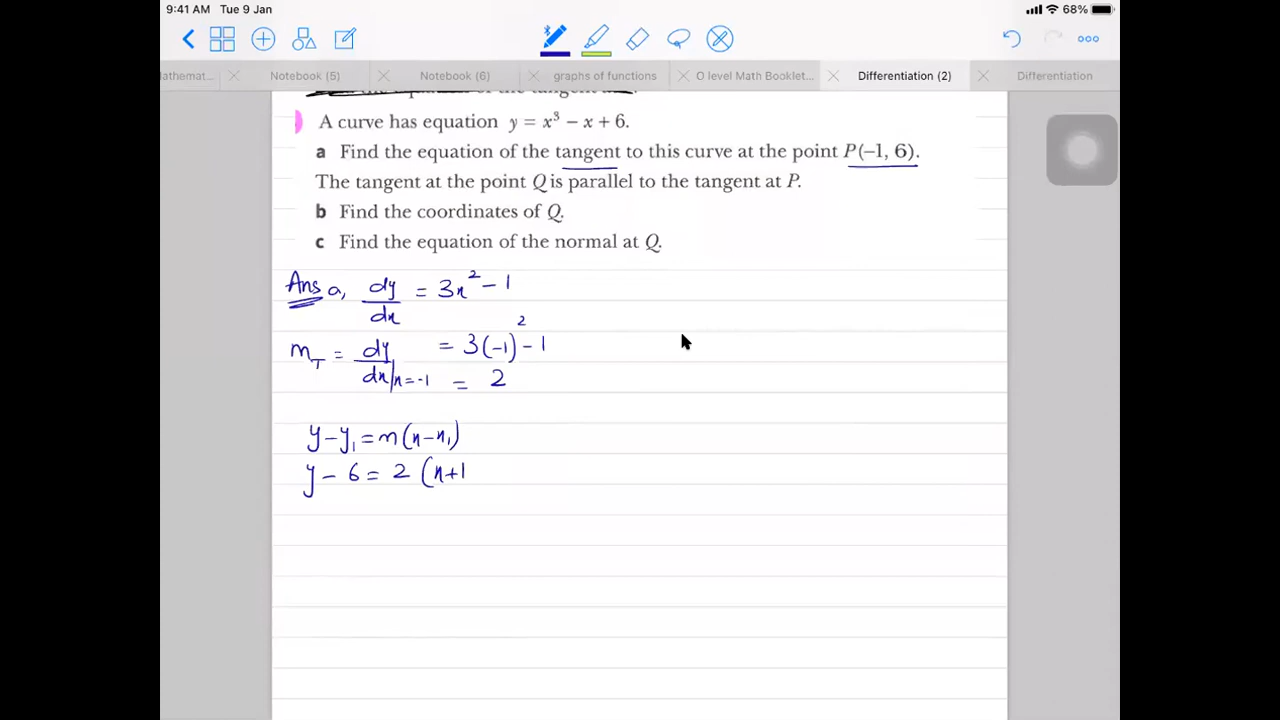 9:41 AM Tue 9 Jan
68%
lathemat... Notebook (5) Notebook (6) graphs of functions O level Math Booklet... Differentiation (2) Differentiation
of the tangent
A curve has equation y = x³ − x + 6.
a Find the equation of the tangent to this curve at the point P(−1, 6).
The tangent at the point Q is parallel to the tangent at P.
b Find the coordinates of Q.
c Find the equation of the normal at Q.
Ans a, dy/dx = 3x² − 1
m_T = dy/dx|x=-1 = 3(-1)² - 1
= 2
y − y₁ = m(x − x₁)
y − 6 = 2 (x+1